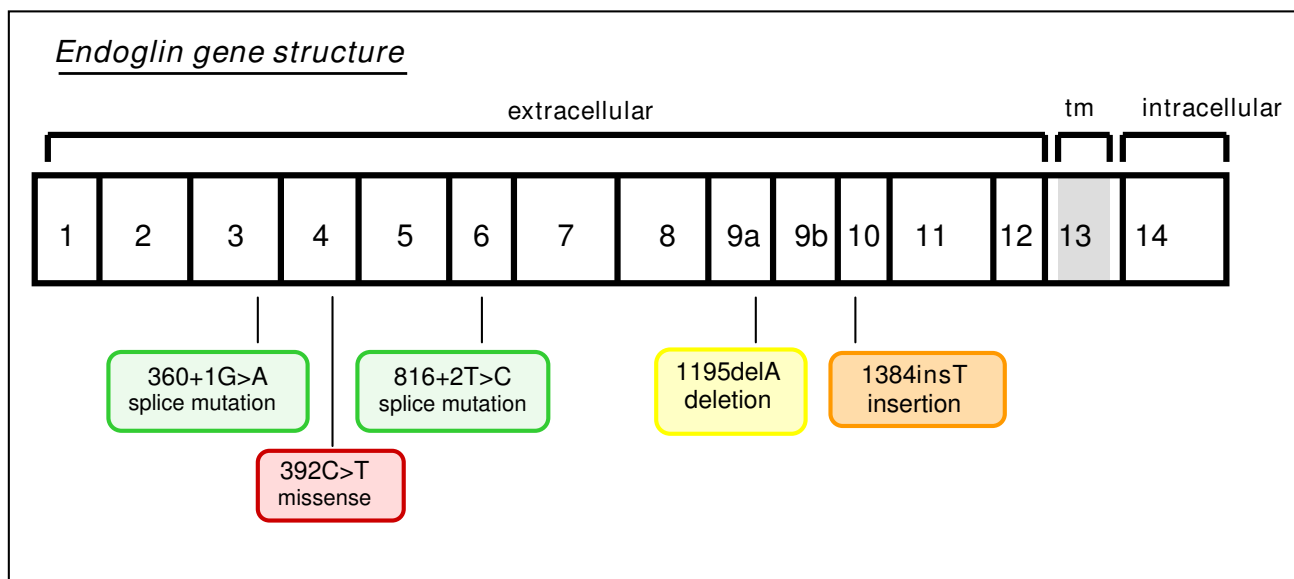 Endoglin gene structure
extracellular tm intracellular
1 2 3 4 5 6 7 8 9a 9b 10 11 12 13 14
360+1G>A
splice mutation
816+2T>C
splice mutation
1195delA
deletion
1384insT
insertion
392C>T
missense